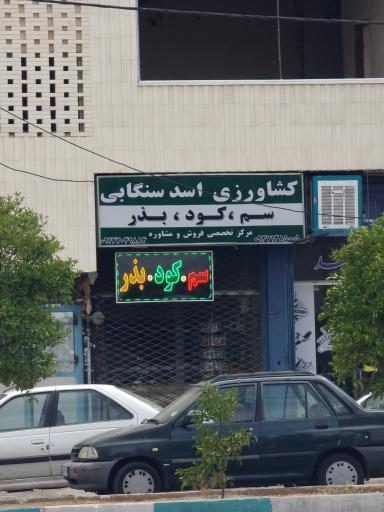 کشاورزی اسد سنگابی
سم ، کود ، بذر
مرکز تخصصی فروش و مشاوره
سم.کود.بذر